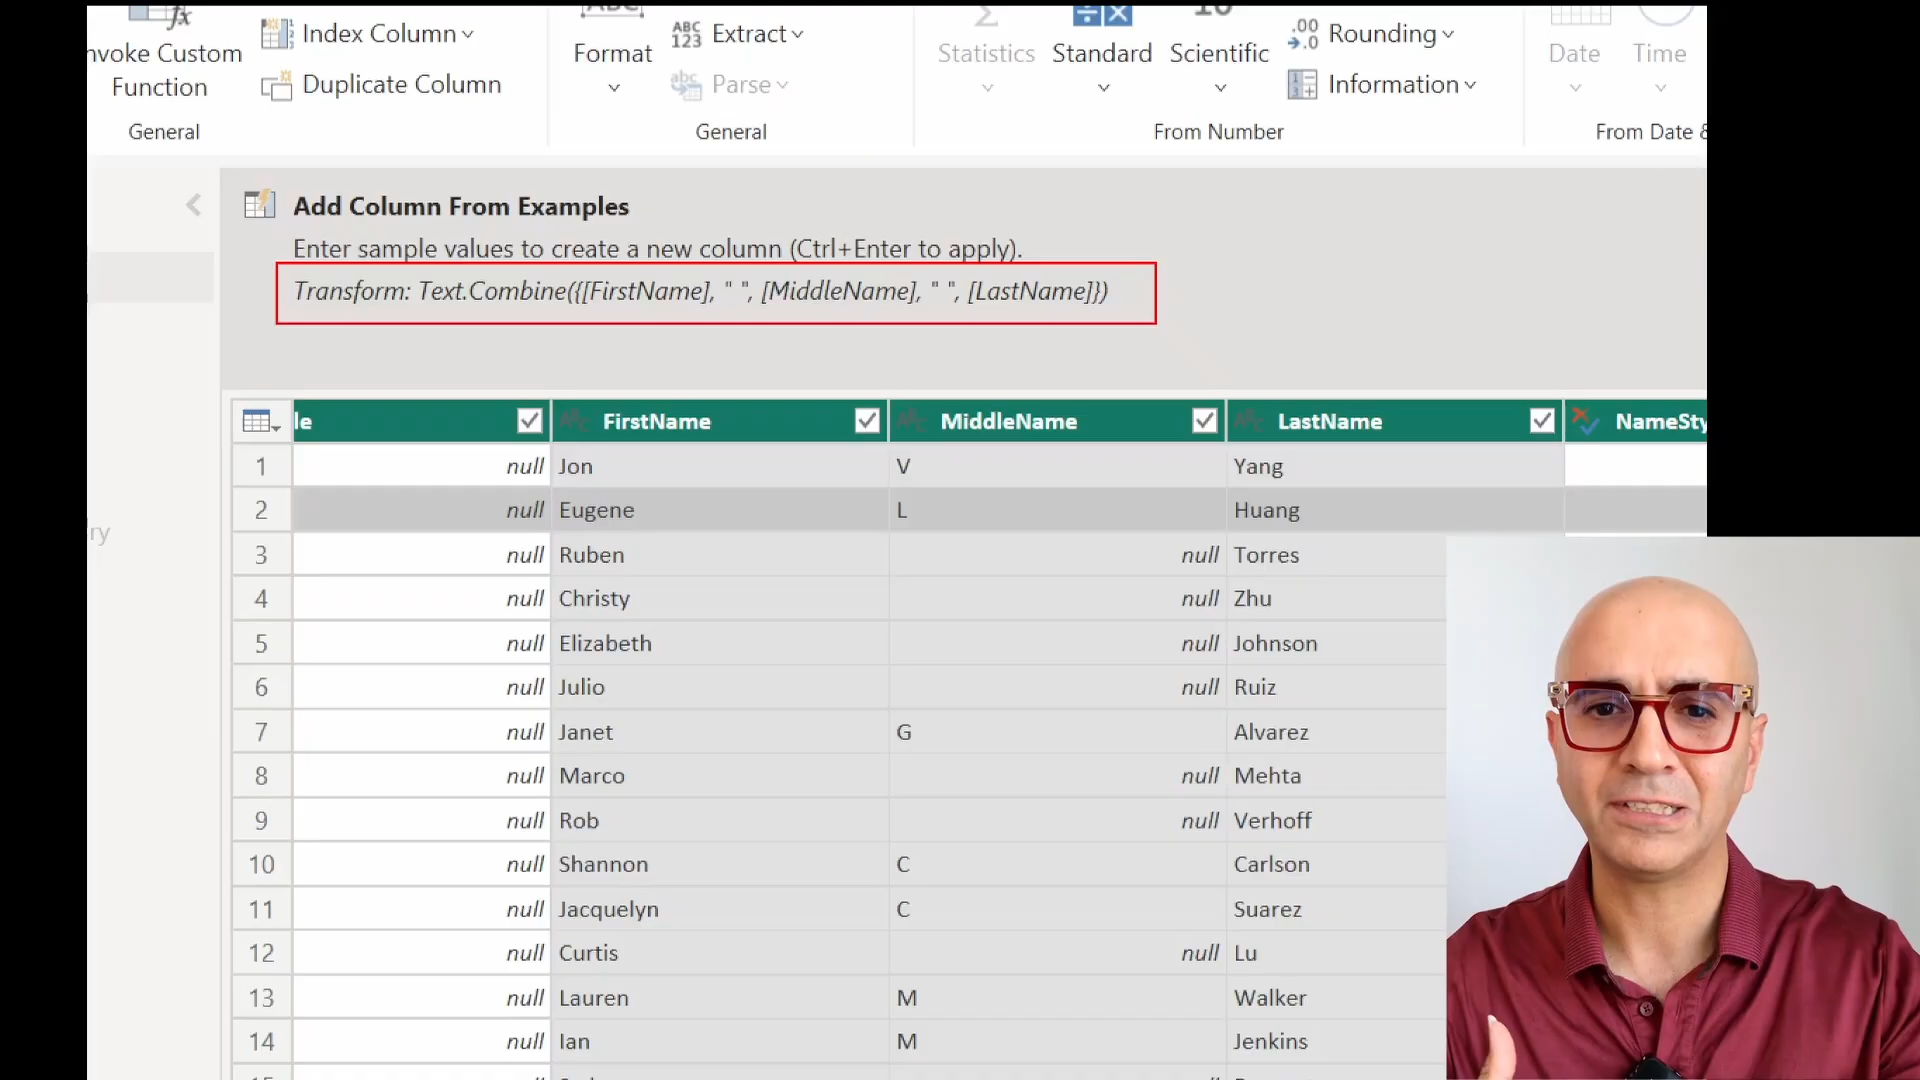 Index Column
Format
Extract
Statistics
Standard
Scientific
Rounding
Date
Time
Custom
Function
Duplicate Column
Parse
Information
General
General
From Number
From Date &
Add Column From Examples
Enter sample values to create a new column (Ctrl+Enter to apply).
Transform: Text.Combine({[FirstName], " ", [MiddleName], " ", [LastName]})
FirstName
MiddleName
LastName
1 null Jon V Yang
2 null Eugene L Huang
3 null Ruben null Torres
4 null Christy null Zhu
5 null Elizabeth null Johnson
6 null Julio null Ruiz
7 null Janet G Alvarez
8 null Marco null Mehta
9 null Rob null Verhoff
10 null Shannon C Carlson
11 null Jacquelyn C Suarez
12 null Curtis null Lu
13 null Lauren M Walker
14 null Ian M Jenkins